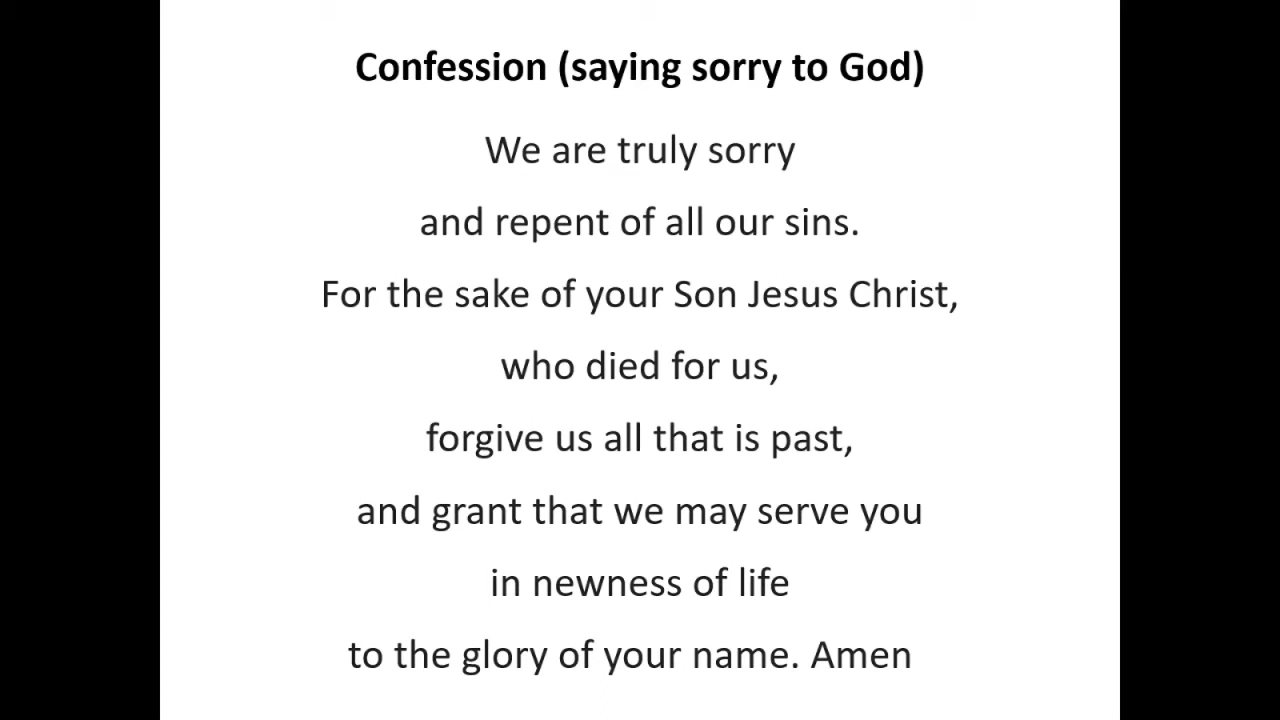 Confession (saying sorry to God)
We are truly sorry
and repent of all our sins.
For the sake of your Son Jesus Christ,
who died for us,
forgive us all that is past,
and grant that we may serve you
in newness of life
to the glory of your name. Amen